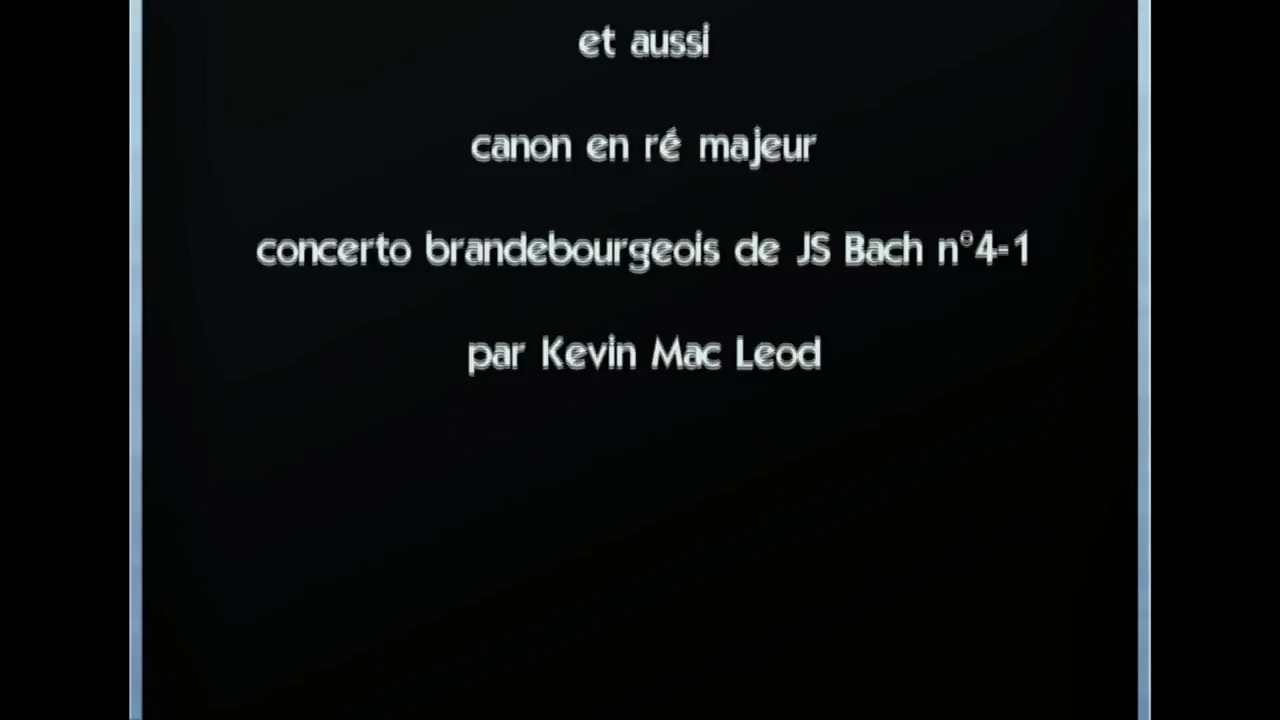 et aussi
canon en ré majeur
concerto brandebourgeois de JS Bach n°4-1
par Kevin Mac Leod